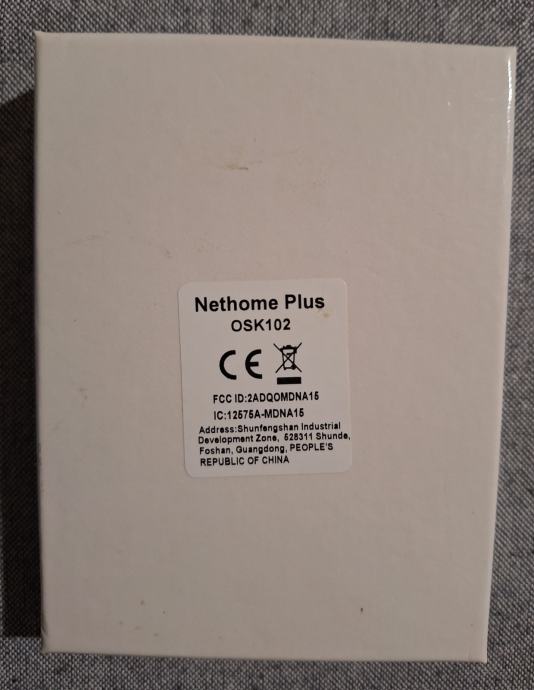 Nethome Plus
OSK102
CE
FCC ID:2ADQOMDNA15
IC:12575A-MDNA15
Address:Shunfengshan Industrial
Development Zone, 528311 Shunde,
Foshan, Guangdong, PEOPLE'S
REPUBLIC OF CHINA